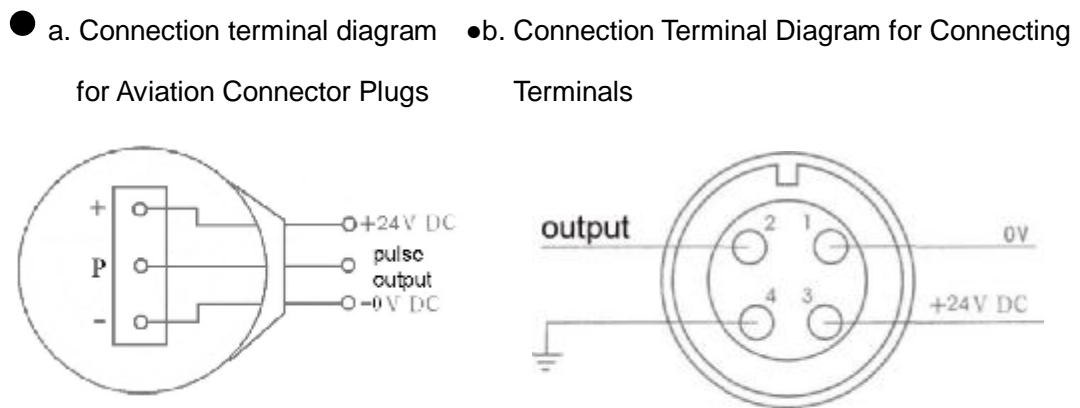 ● a. Connection terminal diagram
for Aviation Connector Plugs
●b. Connection Terminal Diagram for Connecting
Terminals
+
P
-
+24V DC
pulse
output
-0V DC
output
2 1
4 3
0V
+24V DC